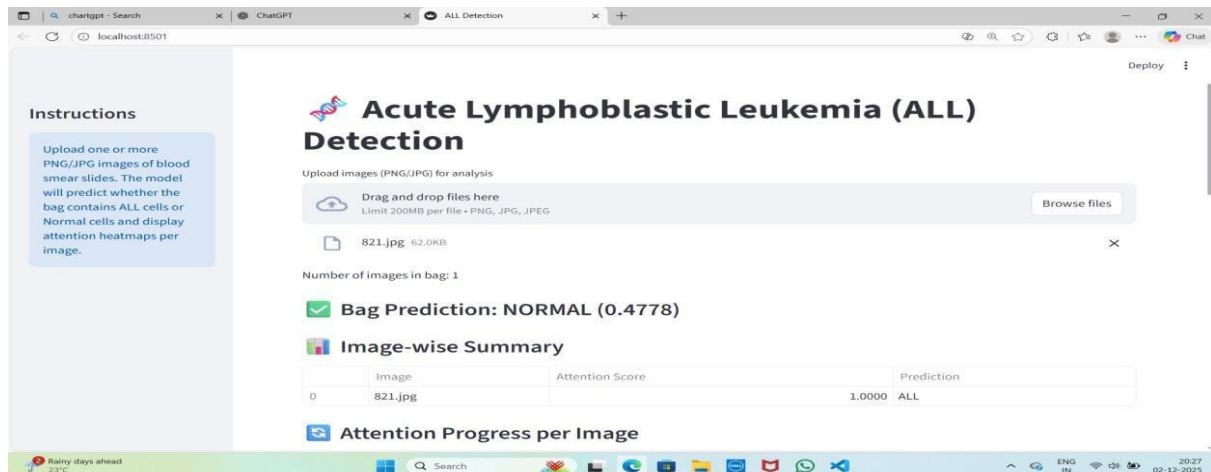 chartgpt - Search
ChatGPT
ALL Detection
localhost:8501
Chat
Deploy
Instructions
Upload one or more
PNG/JPG images of blood
smear slides. The model
will predict whether the
bag contains ALL cells or
Normal cells and display
attention heatmaps per
image.
Acute Lymphoblastic Leukemia (ALL)
Detection
Upload images (PNG/JPG) for analysis
Drag and drop files here
Limit 200MB per file • PNG, JPG, JPEG
Browse files
821.jpg 62.0KB
Number of images in bag: 1
Bag Prediction: NORMAL (0.4778)
Image-wise Summary
Image Attention Score Prediction
0 821.jpg 1.0000 ALL
Attention Progress per Image
2
Rainy days ahead
23°C
Search
ENG
IN
20:27
02-12-2025